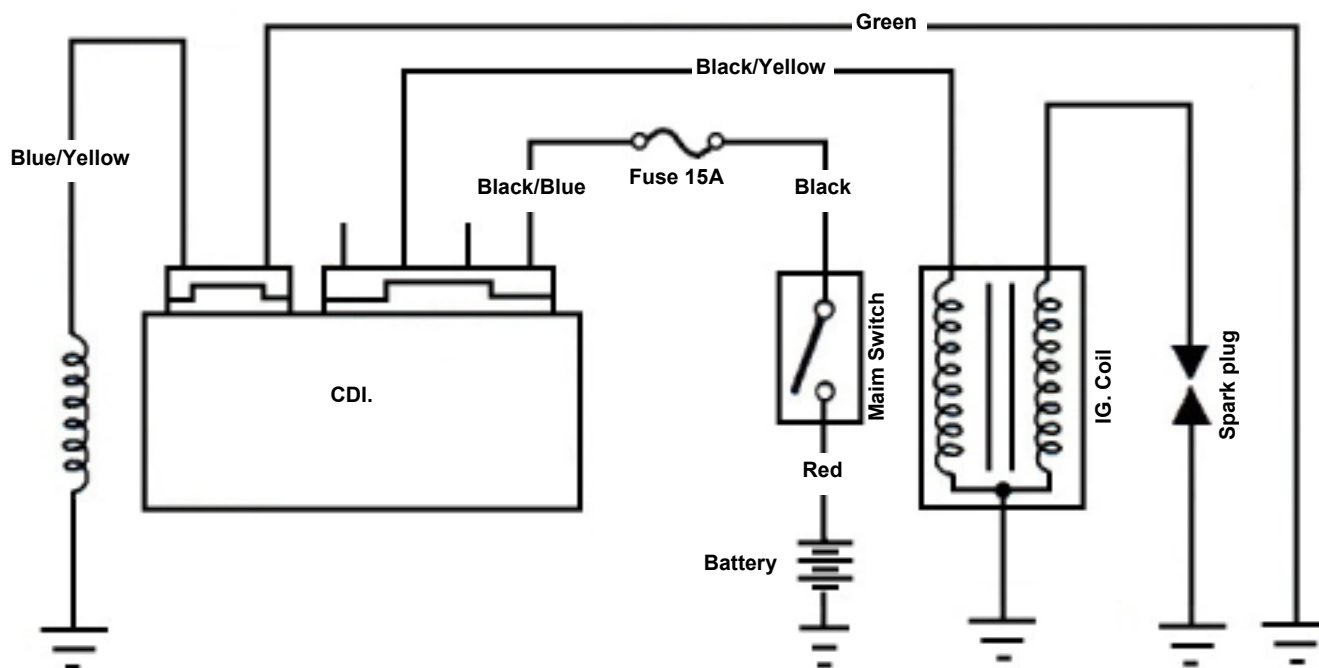 Green
Black/Yellow
Blue/Yellow
Fuse 15A
Black/Blue
Black
CDI.
Maim Switch
IG. Coil
Spark plug
Red
Battery